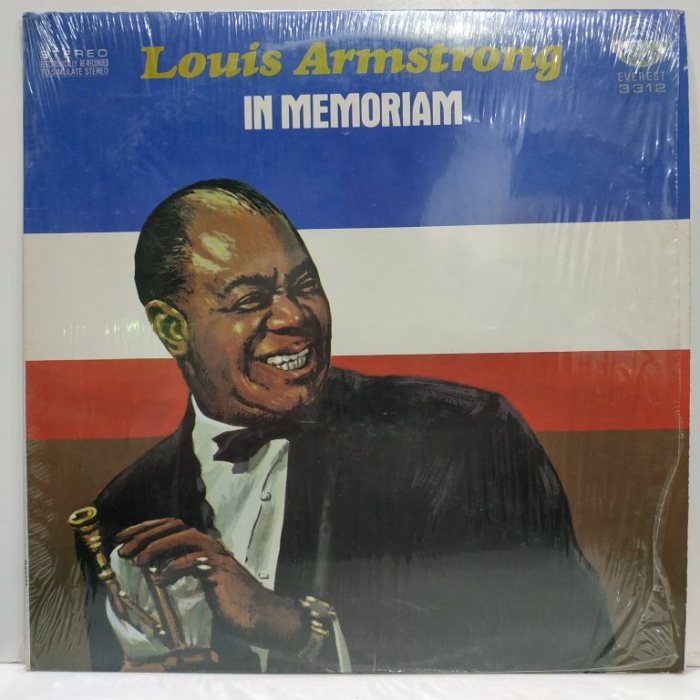 STEREO
ELECTRONICALLY RE-RECORDED
TO SIMULATE STEREO
Louis Armstrong
IN MEMORIAM
EVEREST
3312